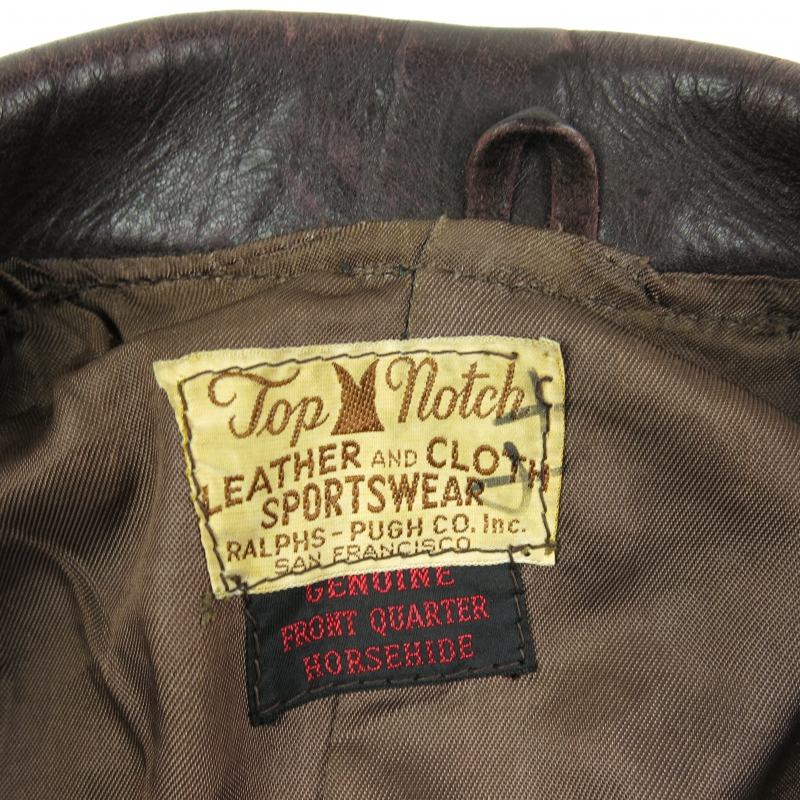 Top Notch
LEATHER AND CLOTH
SPORTSWEAR
RALPHS - PUGH CO. Inc.
SAN FRANCISCO
GENUINE
FRONT QUARTER
HORSEHIDE